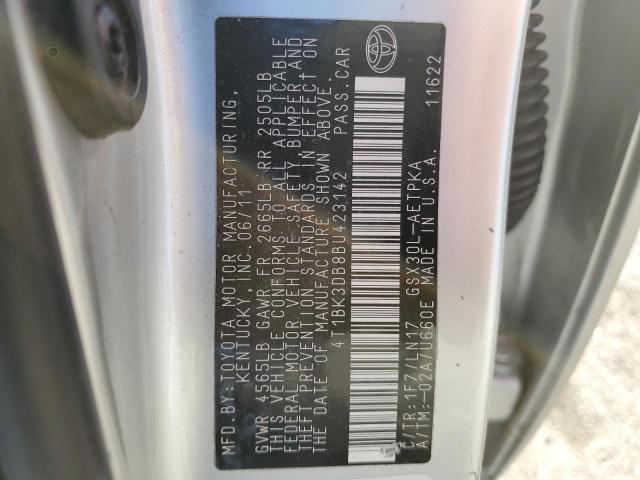 MFD. BY: TOYOTA MOTOR MANUFACTURING,
KENTUCKY, INC. 06/11
GVWR 4565LB GAWR FR 2665LB RR 2505LB
THIS VEHICLE CONFORMS TO ALL APPLICABLE
FEDERAL MOTOR VEHICLE SAFETY, BUMPER, AND
THEFT PREVENTION STANDARDS IN EFFECT ON
THE DATE OF MANUFACTURE SHOWN ABOVE.
4T1BK3DB8BU423142 PASS. CAR
C/TR: 1F7/LN17 GSX30L-AETPKA
A/TM: -02A/U660E MADE IN U.S.A. 11622